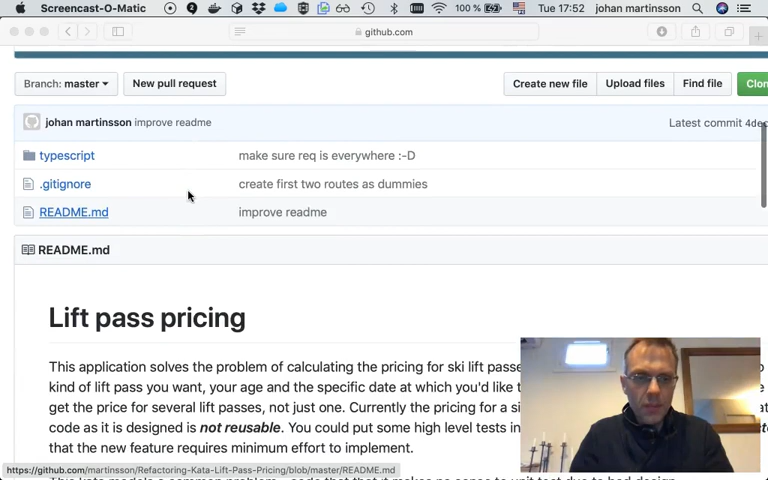 Screencast-O-Matic
100 %
Tue 17:52
johan martinsson
github.com
Branch: master
New pull request
Create new file
Upload files
Find file
johan martinsson improve readme
Latest commit
typescript
make sure req is everywhere :-D
.gitignore
create first two routes as dummies
README.md
improve readme
README.md
Lift pass pricing
This application solves the problem of calculating the pricing for ski lift
kind of lift pass you want, your age and the specific date at which you'd like
get the price for several lift passes, not just one. Currently the pricing for a
code as it is designed is not reusable. You could put some high level tests
that the new feature requires minimum effort to implement.
https://github.com/martinsson/Refactoring-Kata-Lift-Pass-Pricing/blob/master/README.md